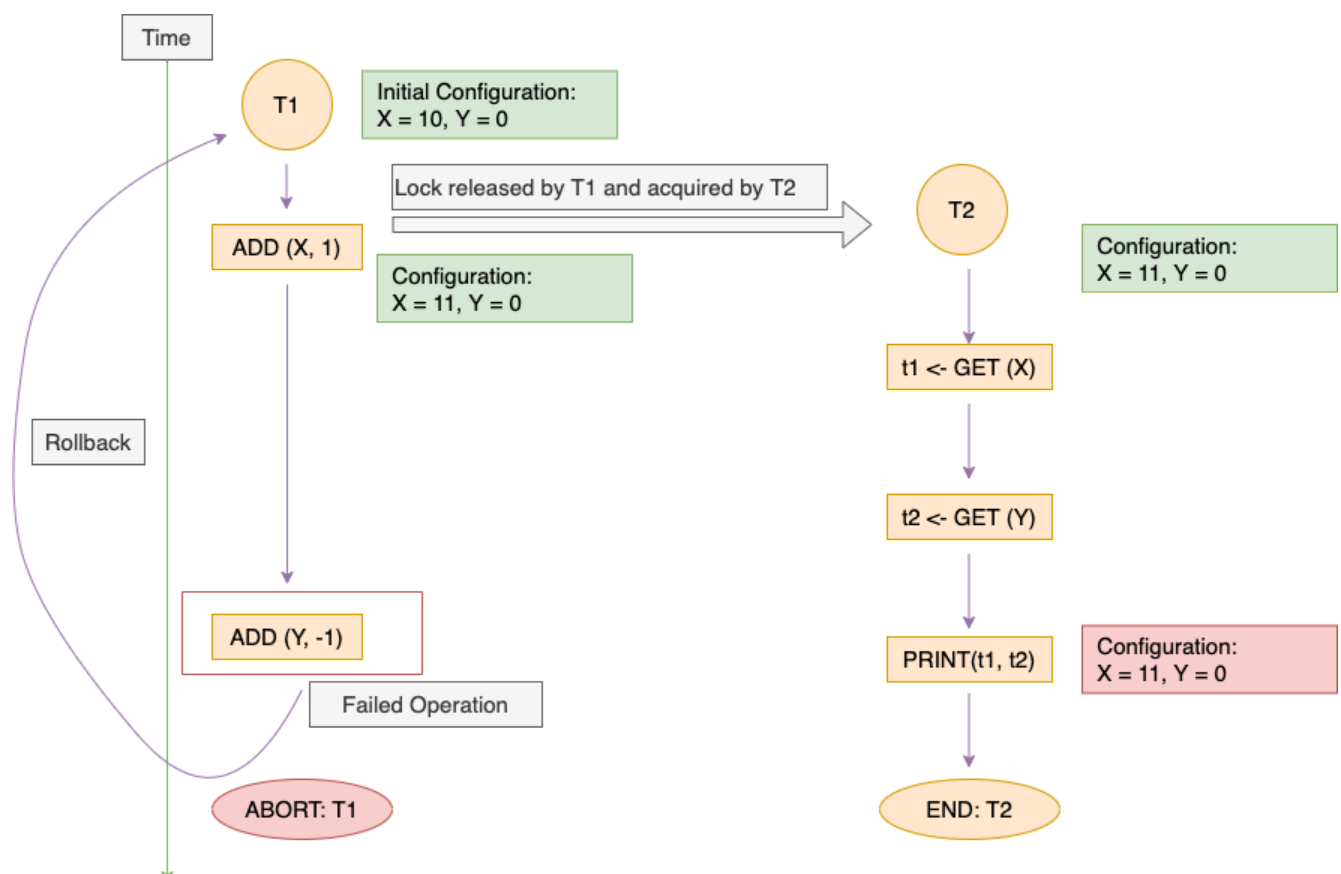 Time
T1
Initial Configuration:
X = 10, Y = 0
Lock released by T1 and acquired by T2
T2
ADD (X, 1)
Configuration:
X = 11, Y = 0
Configuration:
X = 11, Y = 0
t1 <- GET (X)
Rollback
t2 <- GET (Y)
ADD (Y, -1)
PRINT(t1, t2)
Configuration:
X = 11, Y = 0
Failed Operation
ABORT: T1
END: T2